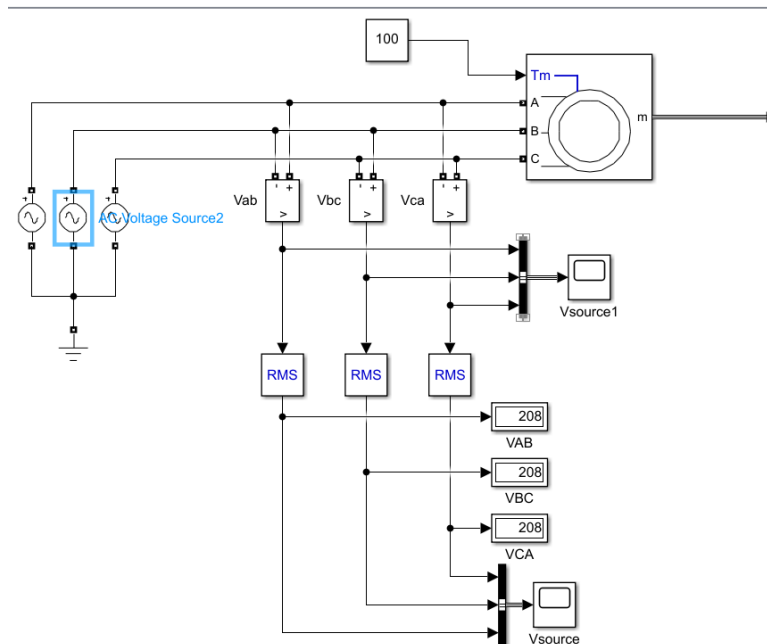 100
Tm
A
B
C
m
- +
- +
- +
v
v
v
Vab
Vbc
Vca
AC Voltage Source2
Vsource1
RMS
RMS
RMS
208
VAB
208
VBC
208
VCA
Vsource